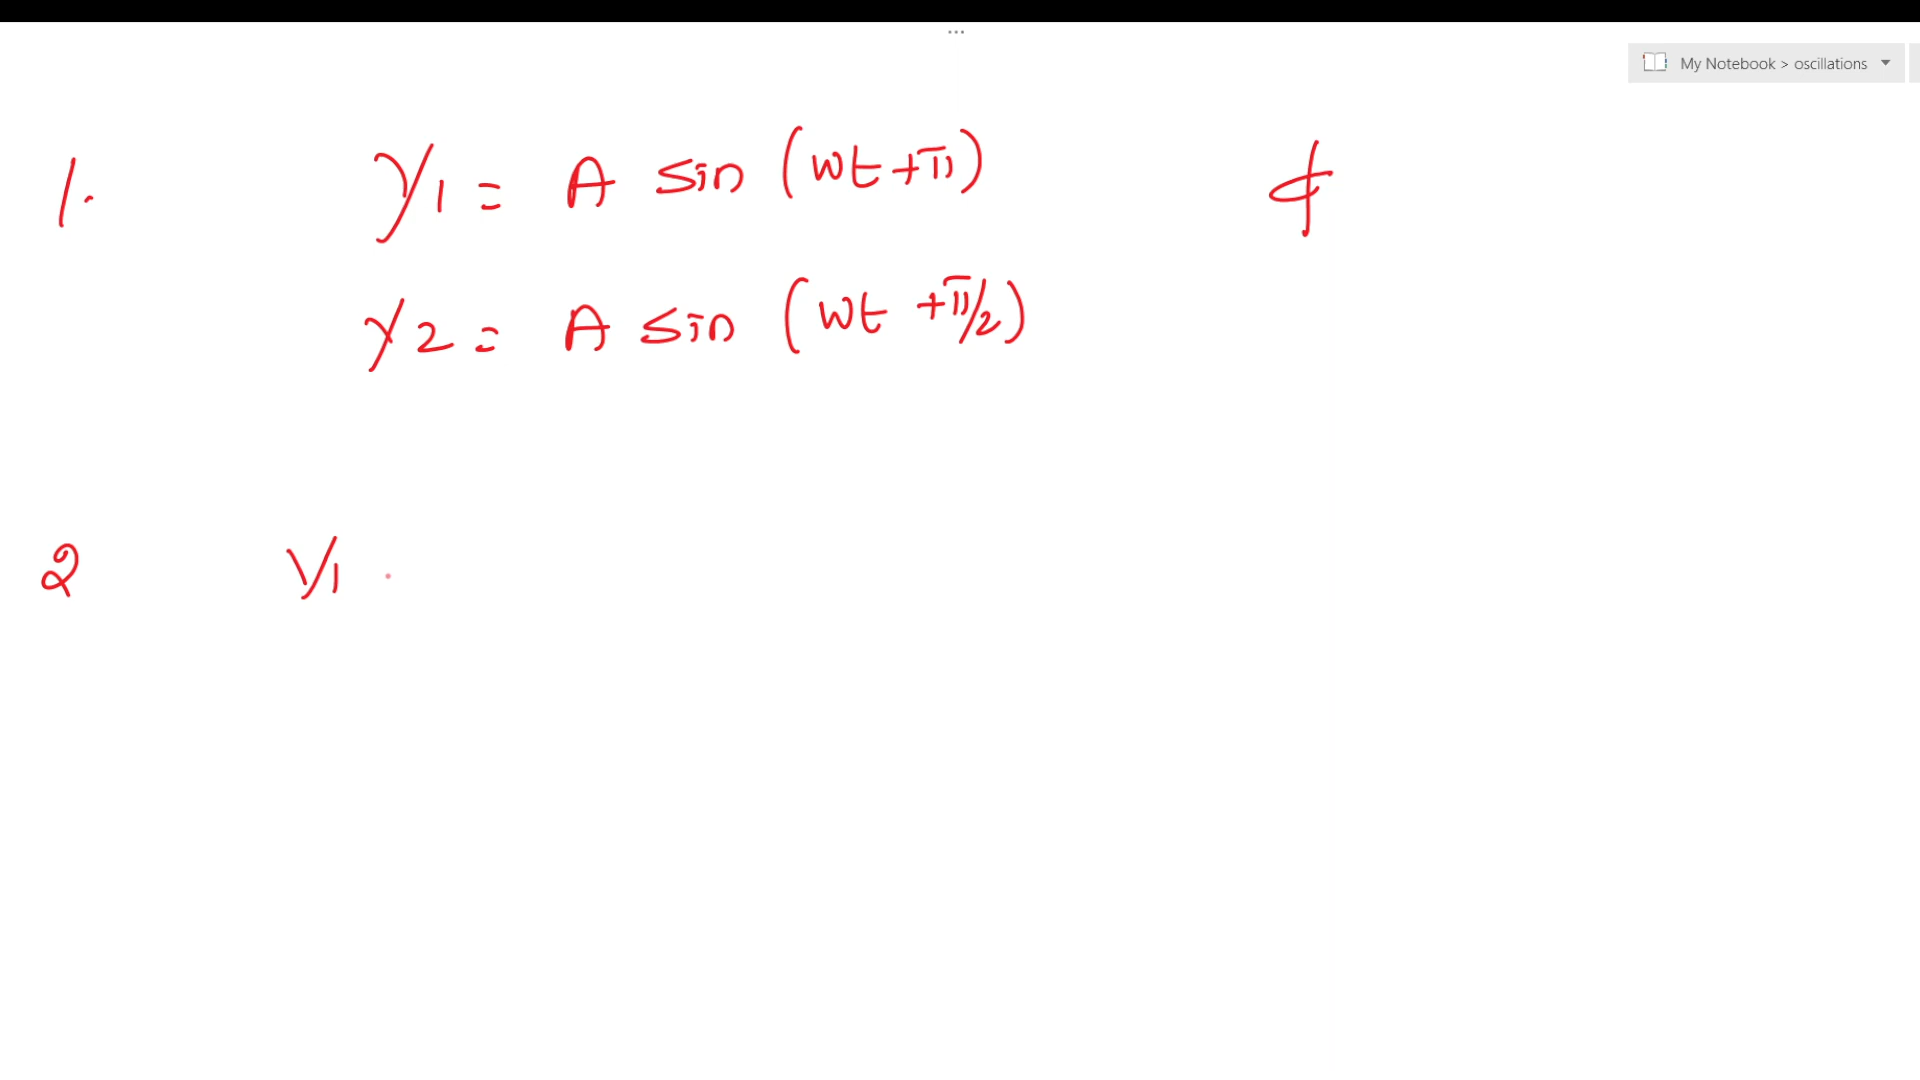 ...
My Notebook > oscillations
1. y1 = A sin (wt + π) φ
y2 = A sin (wt + π/2)
2 y1